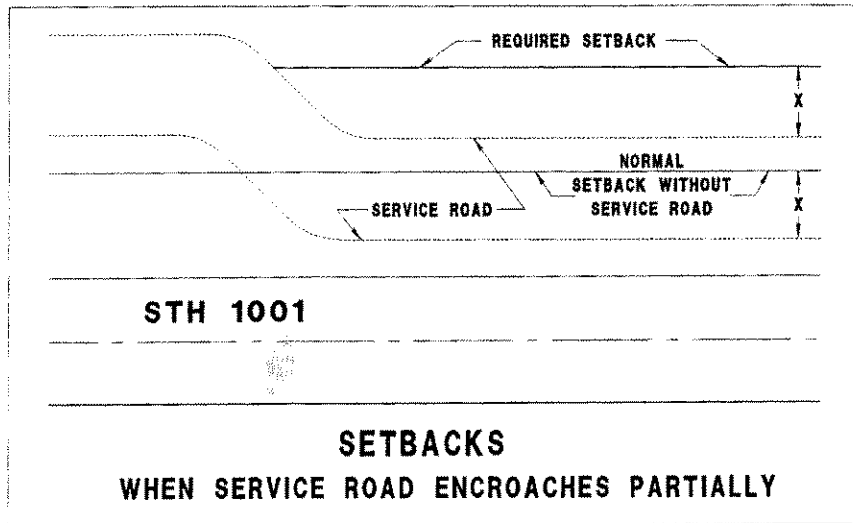 REQUIRED SETBACK
X
NORMAL
SETBACK WITHOUT
SERVICE ROAD
SERVICE ROAD
X
STH 1001
SETBACKS
WHEN SERVICE ROAD ENCROACHES PARTIALLY